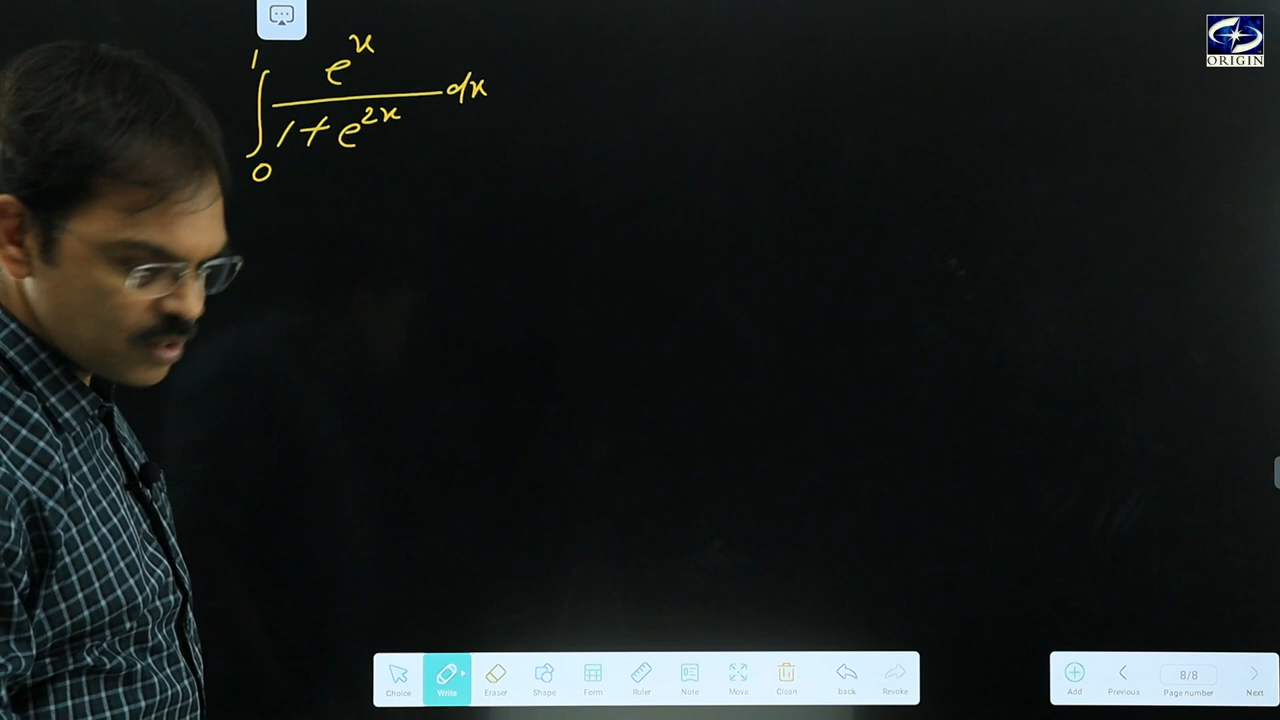 ∫₀¹ eˣ / (1 + e²ˣ) dx
ORIGIN
Choice Write Eraser Shape Form Ruler Note Move Clean back Revoke
Add Previous 8/8 Page number Next